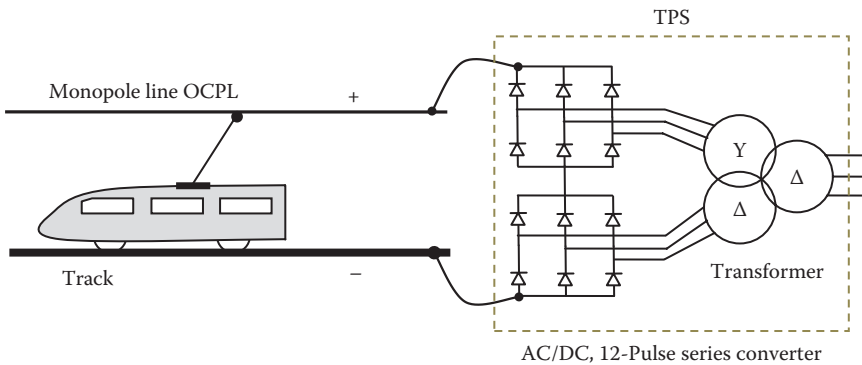 TPS
Monopole line OCPL
+
Y
Δ
Δ
Track
−
Transformer
AC/DC, 12-Pulse series converter